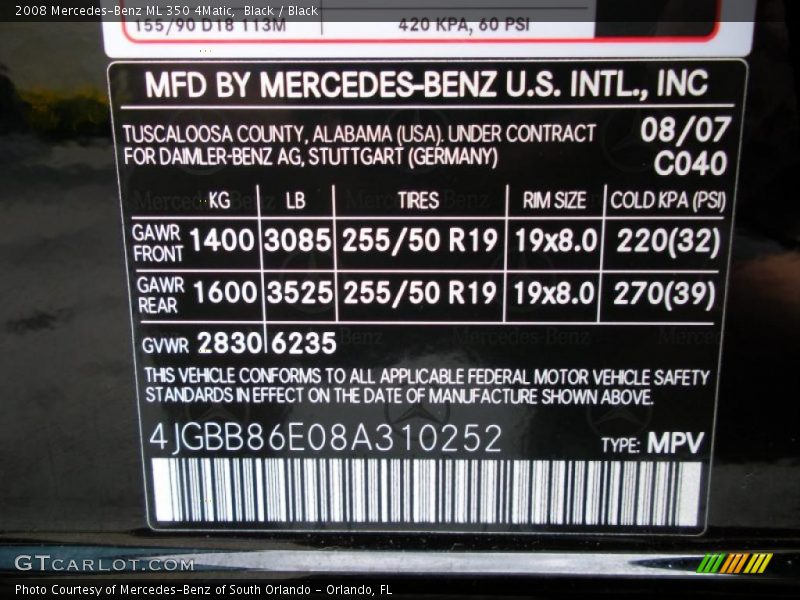 2008 Mercedes-Benz ML 350 4Matic,  Black / Black
155/90 D18 113M 420 KPA, 60 PSI
MFD BY MERCEDES-BENZ U.S. INTL., INC
TUSCALOOSA COUNTY, ALABAMA (USA). UNDER CONTRACT 08/07
FOR DAIMLER-BENZ AG, STUTTGART (GERMANY) C040
KG LB TIRES RIM SIZE COLD KPA (PSI)
GAWR FRONT 1400 3085 255/50 R19 19x8.0 220(32)
GAWR REAR 1600 3525 255/50 R19 19x8.0 270(39)
GVWR 2830 6235
THIS VEHICLE CONFORMS TO ALL APPLICABLE FEDERAL MOTOR VEHICLE SAFETY
STANDARDS IN EFFECT ON THE DATE OF MANUFACTURE SHOWN ABOVE.
4JGBB86E08A310252 TYPE: MPV
GTCARLOT.COM
Photo Courtesy of Mercedes-Benz of South Orlando - Orlando, FL